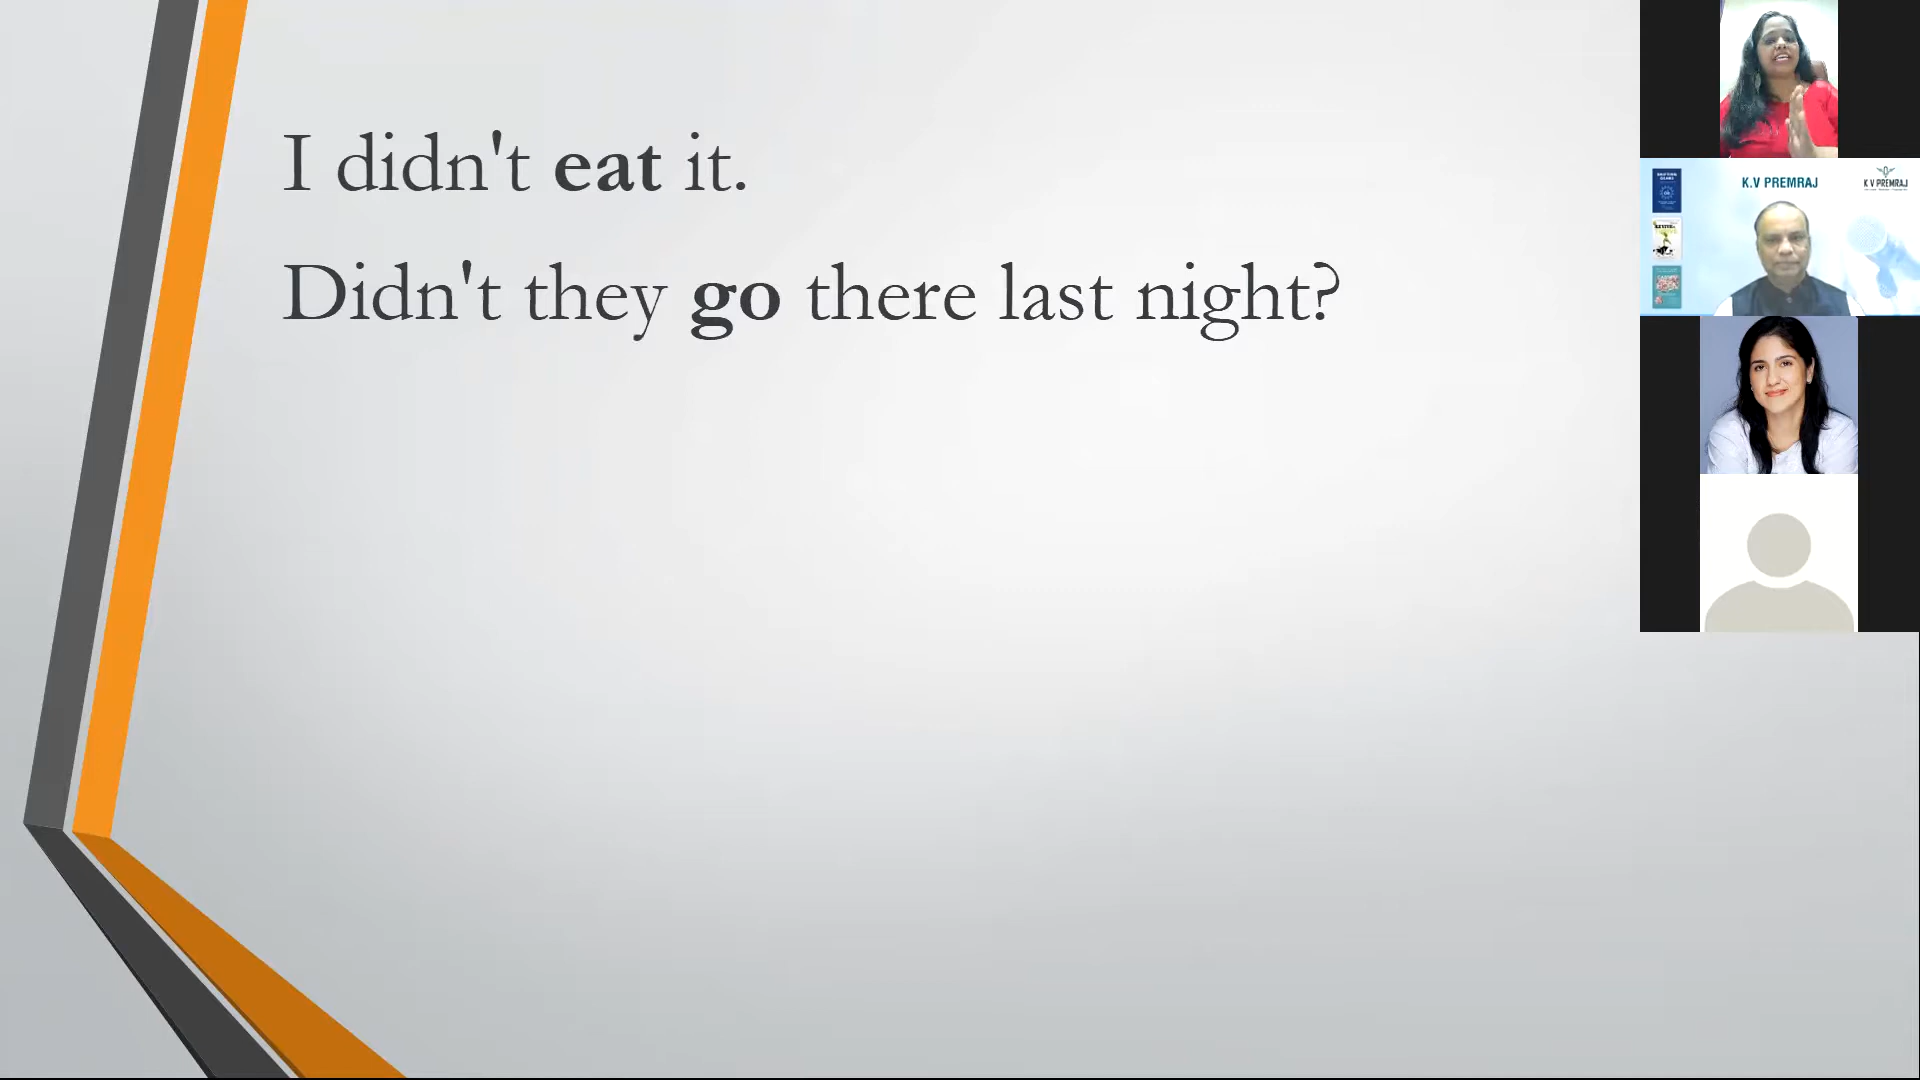 I didn't eat it.
Didn't they go there last night?
K.V PREMRAJ
K V PREMRAJ